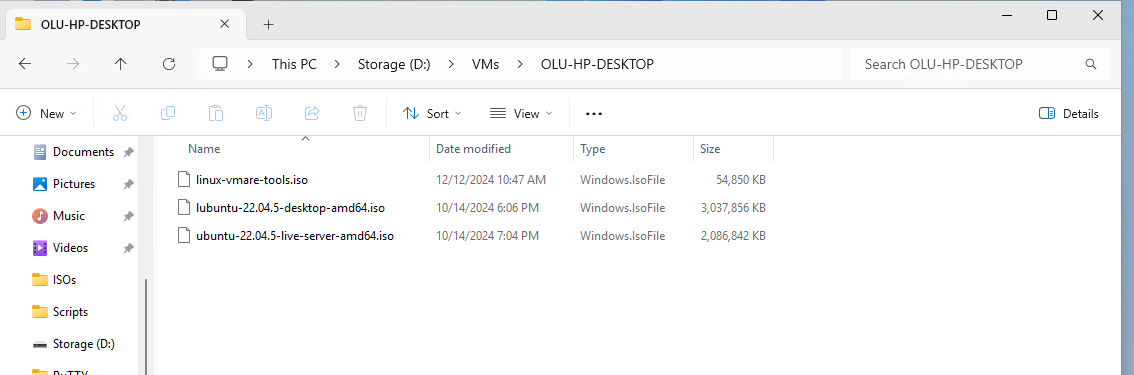 OLU-HP-DESKTOP
This PC > Storage (D:) > VMs > OLU-HP-DESKTOP
Search OLU-HP-DESKTOP
New Sort View ... Details
Name Date modified Type Size
linux-vmare-tools.iso 12/12/2024 10:47 AM Windows.IsoFile 54,850 KB
lubuntu-22.04.5-desktop-amd64.iso 10/14/2024 6:06 PM Windows.IsoFile 3,037,856 KB
ubuntu-22.04.5-live-server-amd64.iso 10/14/2024 7:04 PM Windows.IsoFile 2,086,842 KB
Documents
Pictures
Music
Videos
ISOs
Scripts
Storage (D:)
PuTTY